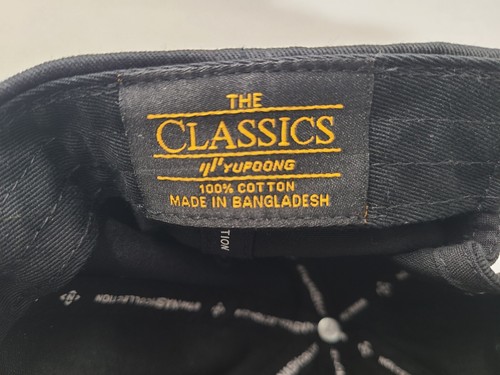 THE
CLASSICS
YUPOONG
100% COTTON
MADE IN BANGLADESH